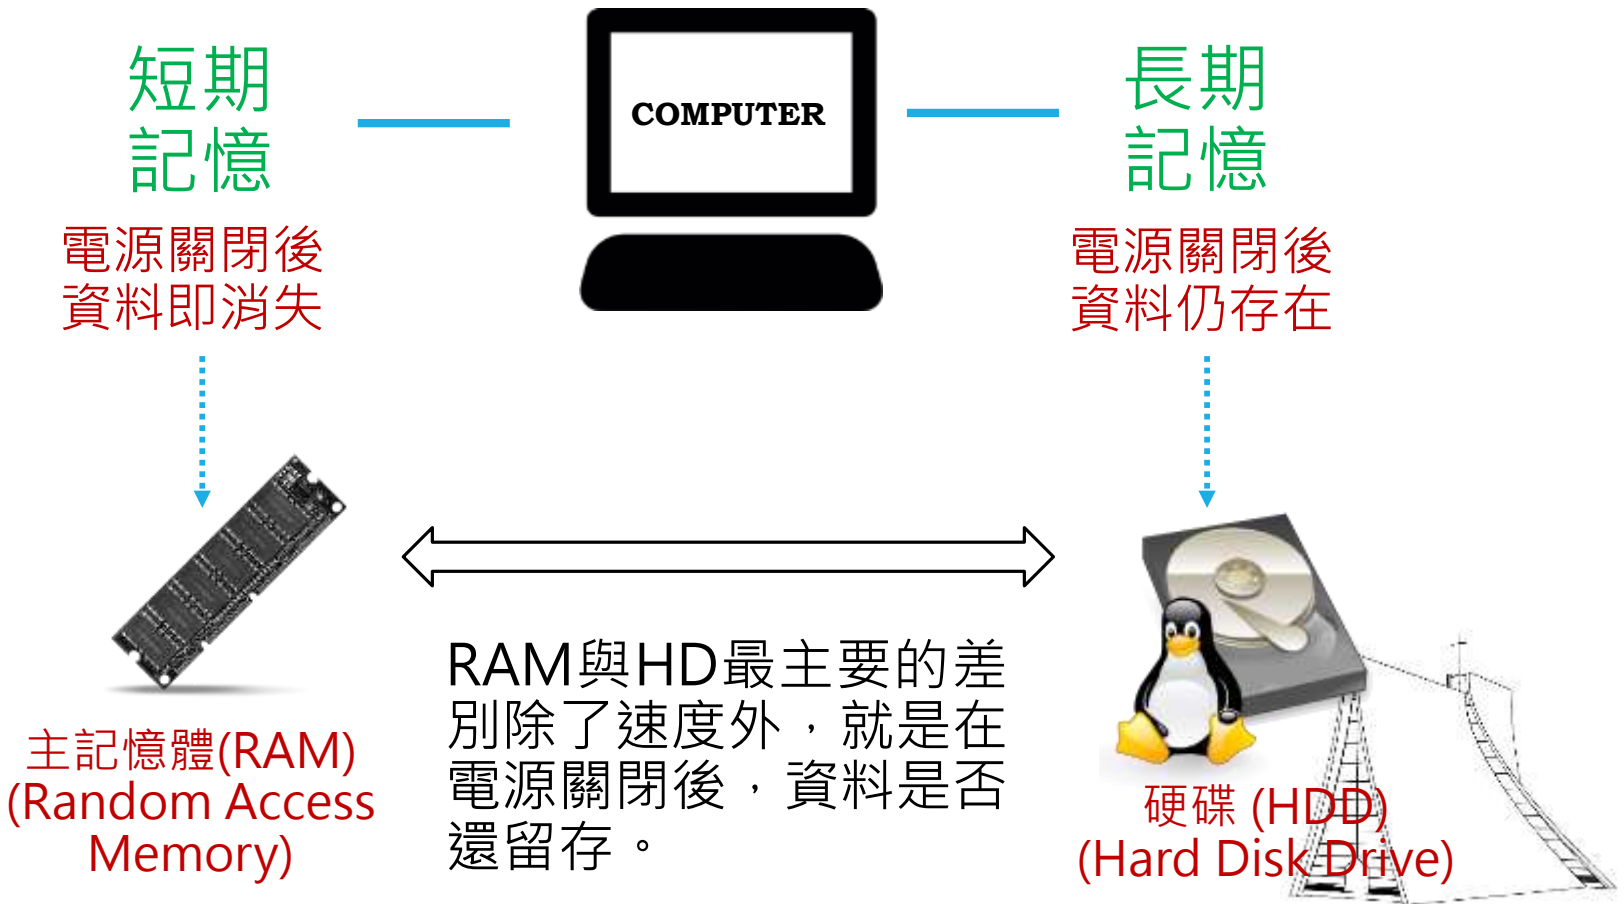 短期
記憶
電源關閉後
資料即消失
COMPUTER
長期
記憶
電源關閉後
資料仍存在
主記憶體(RAM)
(Random Access
Memory)
RAM與HD最主要的差
別除了速度外，就是在
電源關閉後，資料是否
還留存。
硬碟 (HDD)
(Hard Disk Drive)